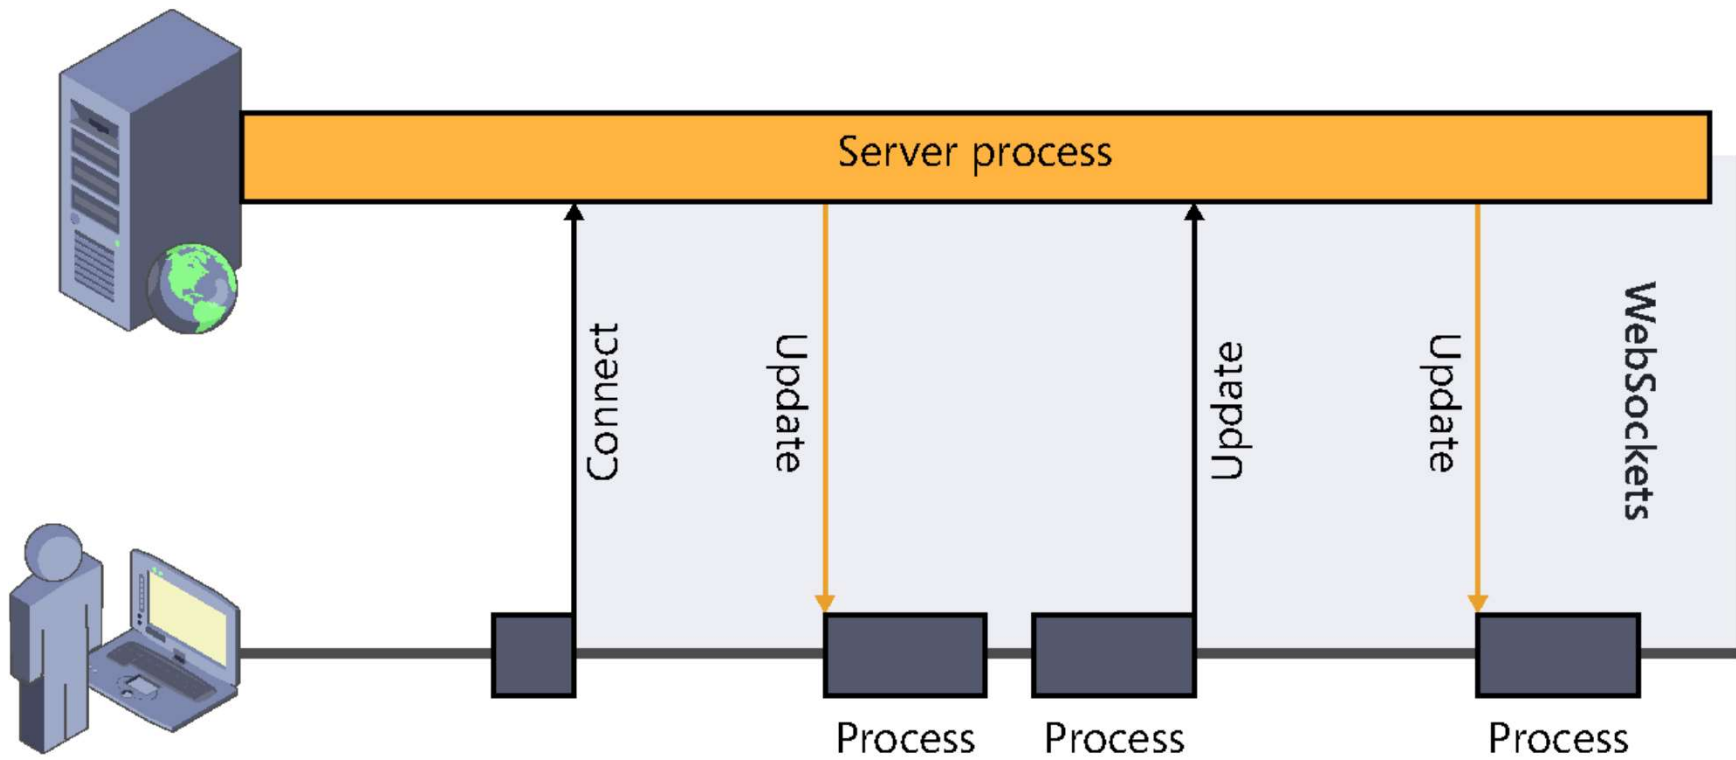 Server process
Connect
Update
Update
Update
WebSockets
Process
Process
Process